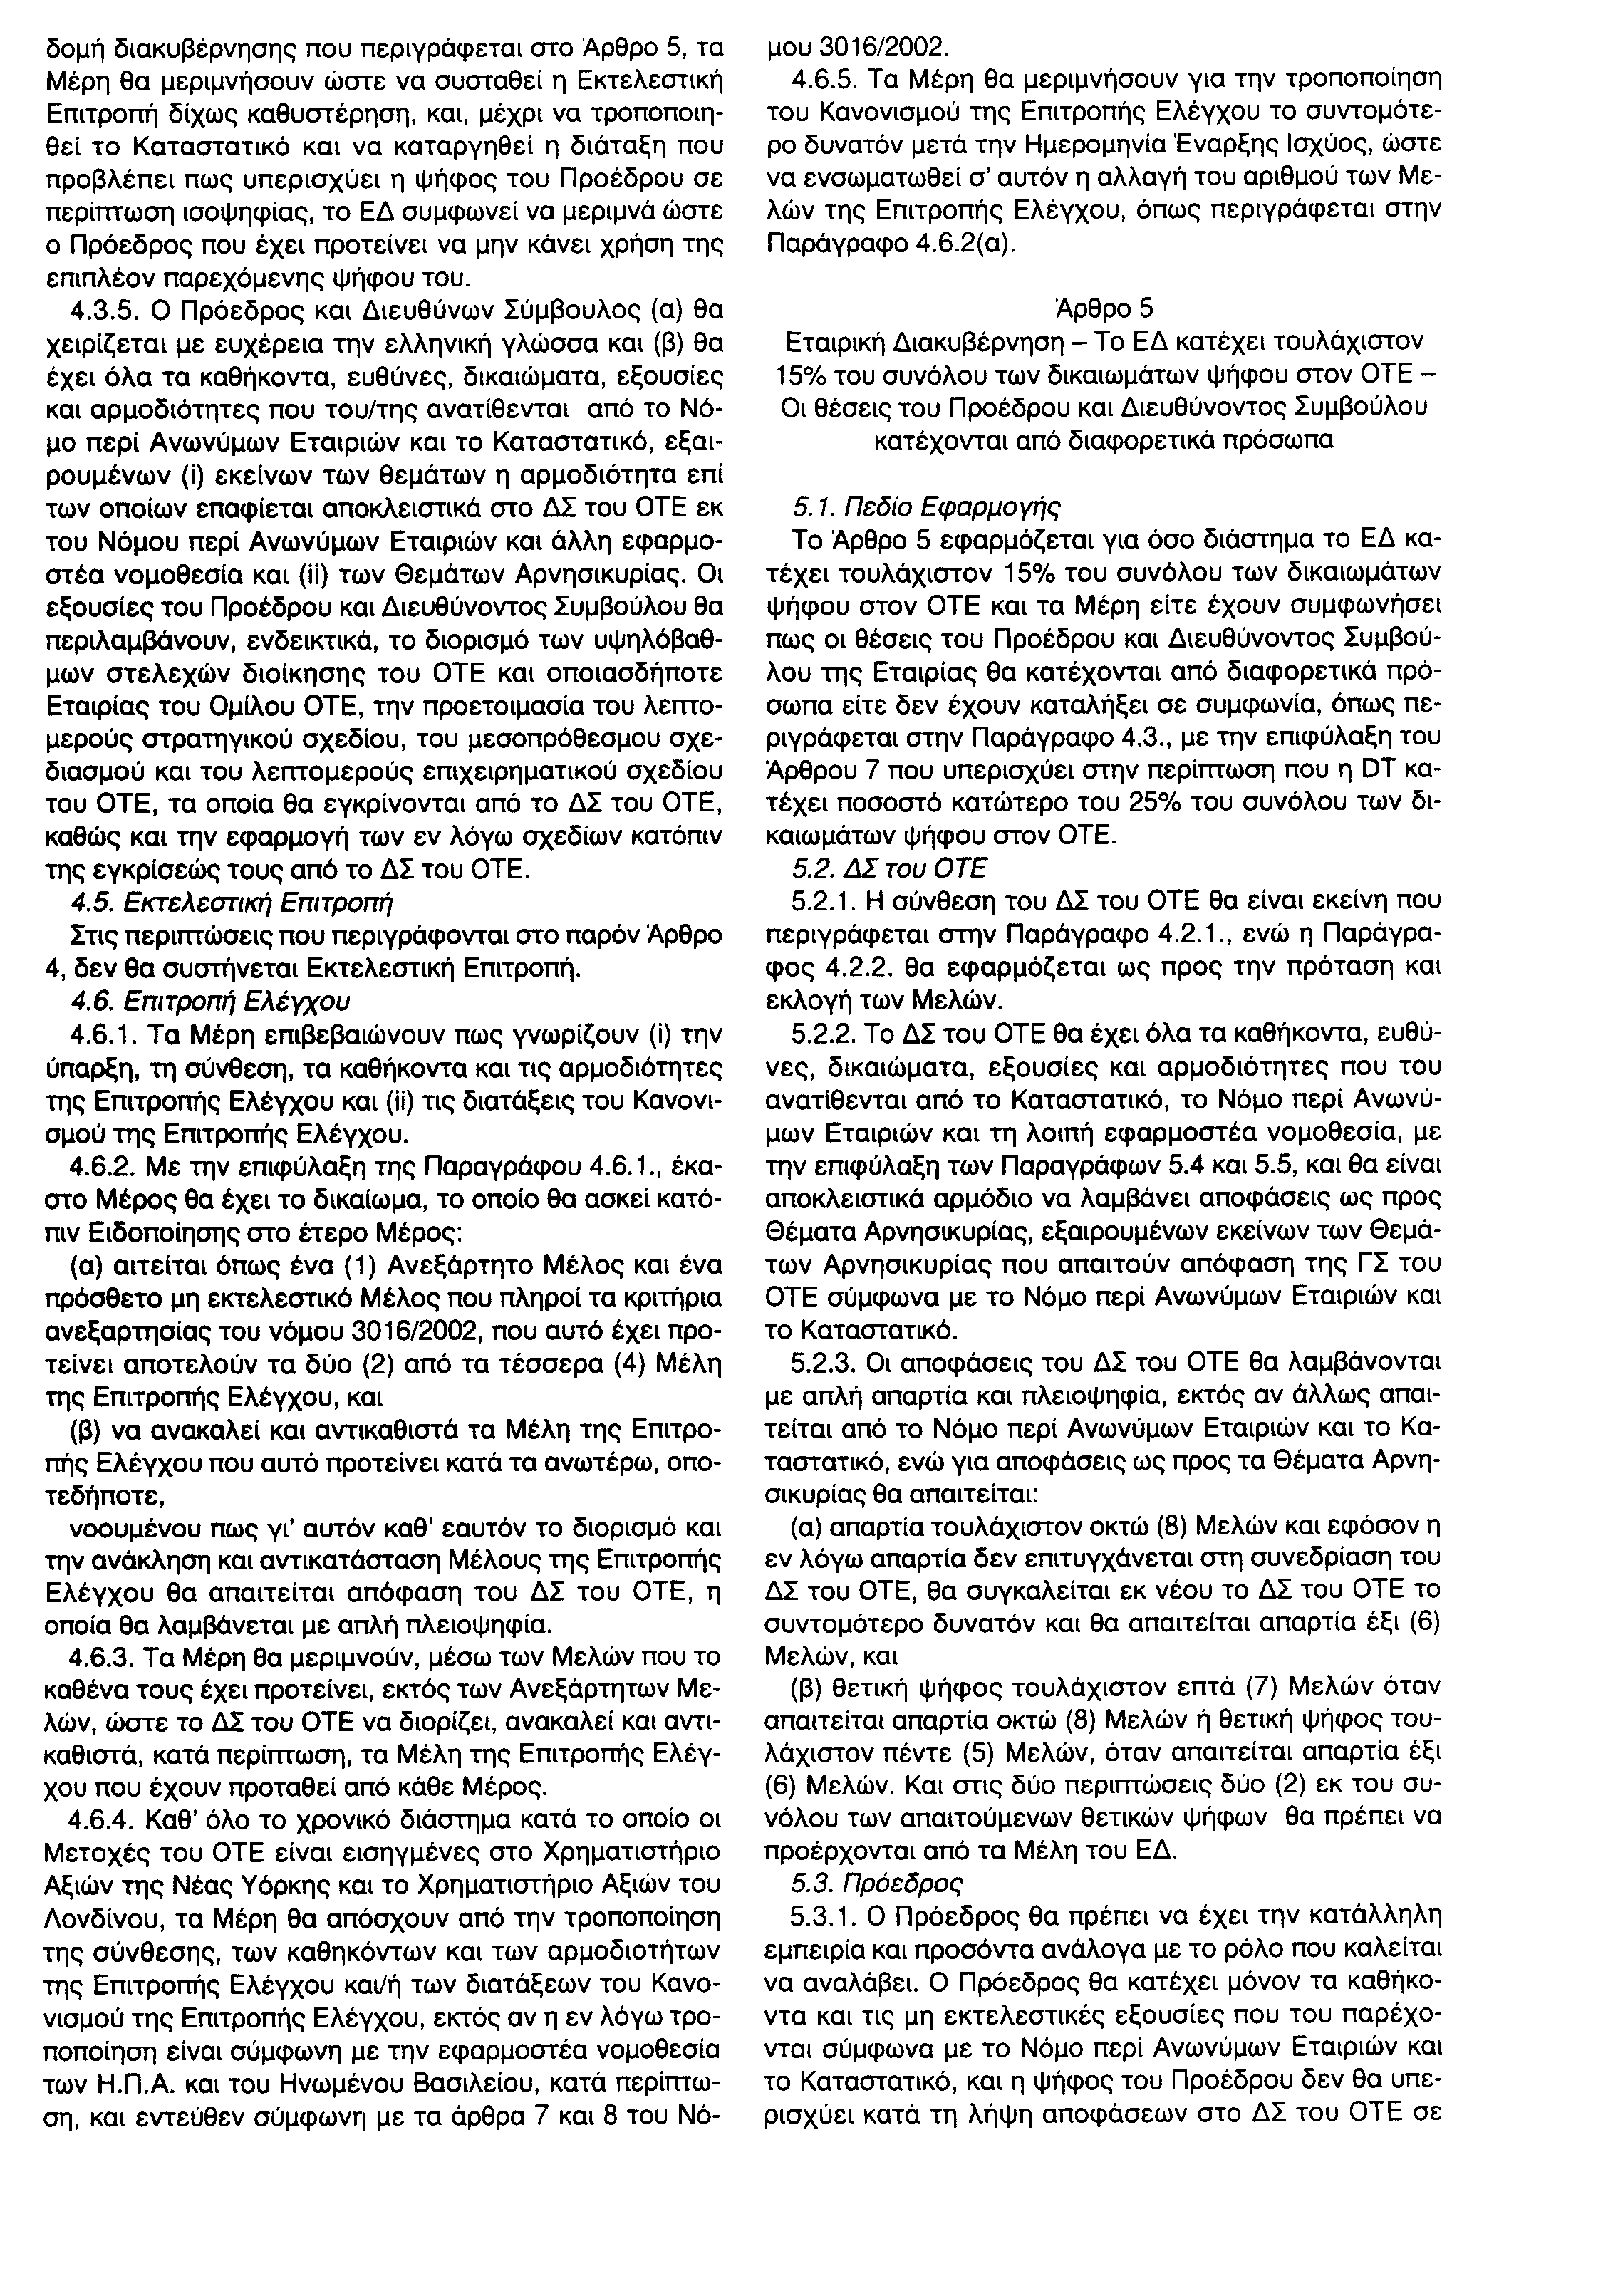 δομή διακυβέρνησης που περιγράφεται στο Άρθρο 5, τα
Μέρη θα μεριμνήσουν ώστε να συσταθεί η Εκτελεστική
Επιτροπή δίχως καθυστέρηση, και, μέχρι να τροποποιη-
θεί το Καταστατικό και να καταργηθεί η διάταξη που
προβλέπει πως υπερισχύει η ψήφος του Προέδρου σε
περίπτωση ισοψηφίας, το ΕΔ συμφωνεί να μεριμνά ώστε
ο Πρόεδρος που έχει προτείνει να μην κάνει χρήση της
επιπλέον παρεχόμενης ψήφου του.
4.3.5. Ο Πρόεδρος και Διευθύνων Σύμβουλος (α) θα
χειρίζεται με ευχέρεια την ελληνική γλώσσα και (β) θα
έχει όλα τα καθήκοντα, ευθύνες, δικαιώματα, εξουσίες
και αρμοδιότητες που του/της ανατίθενται από το Νό-
μο περί Ανωνύμων Εταιριών και το Καταστατικό, εξαι-
ρουμένων (i) εκείνων των θεμάτων η αρμοδιότητα επί
των οποίων επαφίεται αποκλειστικά στο ΔΣ του ΟΤΕ εκ
του Νόμου περί Ανωνύμων Εταιριών και άλλη εφαρμο-
στέα νομοθεσία και (ii) των Θεμάτων Αρνησικυρίας. Οι
εξουσίες του Προέδρου και Διευθύνοντος Συμβούλου θα
περιλαμβάνουν, ενδεικτικά, το διορισμό των υψηλόβαθ-
μων στελεχών διοίκησης του ΟΤΕ και οποιασδήποτε
Εταιρίας του Ομίλου ΟΤΕ, την προετοιμασία του λεπτο-
μερούς στρατηγικού σχεδίου, του μεσοπρόθεσμου σχε-
διασμού και του λεπτομερούς επιχειρηματικού σχεδίου
του ΟΤΕ, τα οποία θα εγκρίνονται από το ΔΣ του ΟΤΕ,
καθώς και την εφαρμογή των εν λόγω σχεδίων κατόπιν
της εγκρίσεώς τους από το ΔΣ του ΟΤΕ.
4.5. Εκτελεστική Επιτροπή
Στις περιπτώσεις που περιγράφονται στο παρόν Άρθρο
4, δεν θα συστήνεται Εκτελεστική Επιτροπή.
4.6. Επιτροπή Ελέγχου
4.6.1. Τα Μέρη επιβεβαιώνουν πως γνωρίζουν (i) την
ύπαρξη, τη σύνθεση, τα καθήκοντα και τις αρμοδιότητες
της Επιτροπής Ελέγχου και (ii) τις διατάξεις του Κανονι-
σμού της Επιτροπής Ελέγχου.
4.6.2. Με την επιφύλαξη της Παραγράφου 4.6.1., έκα-
στο Μέρος θα έχει το δικαίωμα, το οποίο θα ασκεί κατό-
πιν Ειδοποίησης στο έτερο Μέρος:
(α) αιτείται όπως ένα (1) Ανεξάρτητο Μέλος και ένα
πρόσθετο μη εκτελεστικό Μέλος που πληροί τα κριτήρια
ανεξαρτησίας του νόμου 3016/2002, που αυτό έχει προ-
τείνει αποτελούν τα δύο (2) από τα τέσσερα (4) Μέλη
της Επιτροπής Ελέγχου, και
(β) να ανακαλεί και αντικαθιστά τα Μέλη της Επιτρο-
πής Ελέγχου που αυτό προτείνει κατά τα ανωτέρω, οπο-
τεδήποτε,
νοουμένου πως γι' αυτόν καθ' εαυτόν το διορισμό και
την ανάκληση και αντικατάσταση Μέλους της Επιτροπής
Ελέγχου θα απαιτείται απόφαση του ΔΣ του ΟΤΕ, η
οποία θα λαμβάνεται με απλή πλειοψηφία.
4.6.3. Τα Μέρη θα μεριμνούν, μέσω των Μελών που το
καθένα τους έχει προτείνει, εκτός των Ανεξάρτητων Με-
λών, ώστε το ΔΣ του ΟΤΕ να διορίζει, ανακαλεί και αντι-
καθιστά, κατά περίπτωση, τα Μέλη της Επιτροπής Ελέγ-
χου που έχουν προταθεί από κάθε Μέρος.
4.6.4. Καθ' όλο το χρονικό διάστημα κατά το οποίο οι
Μετοχές του ΟΤΕ είναι εισηγμένες στο Χρηματιστήριο
Αξιών της Νέας Υόρκης και το Χρηματιστήριο Αξιών του
Λονδίνου, τα Μέρη θα απόσχουν από την τροποποίηση
της σύνθεσης, των καθηκόντων και των αρμοδιοτήτων
της Επιτροπής Ελέγχου και/ή των διατάξεων του Κανο-
νισμού της Επιτροπής Ελέγχου, εκτός αν η εν λόγω τρο-
ποποίηση είναι σύμφωνη με την εφαρμοστέα νομοθεσία
των Η.Π.Α. και του Ηνωμένου Βασιλείου, κατά περίπτω-
ση, και εντεύθεν σύμφωνη με τα άρθρα 7 και 8 του Νό-
μου 3016/2002.
4.6.5. Τα Μέρη θα μεριμνήσουν για την τροποποίηση
του Κανονισμού της Επιτροπής Ελέγχου το συντομότε-
ρο δυνατόν μετά την Ημερομηνία Έναρξης Ισχύος, ώστε
να ενσωματωθεί σ' αυτόν η αλλαγή του αριθμού των Με-
λών της Επιτροπής Ελέγχου, όπως περιγράφεται στην
Παράγραφο 4.6.2(α).
Άρθρο 5
Εταιρική Διακυβέρνηση – Το ΕΔ κατέχει τουλάχιστον
15% του συνόλου των δικαιωμάτων ψήφου στον ΟΤΕ –
Οι θέσεις του Προέδρου και Διευθύνοντος Συμβούλου
κατέχονται από διαφορετικά πρόσωπα
5.1. Πεδίο Εφαρμογής
Το Άρθρο 5 εφαρμόζεται για όσο διάστημα το ΕΔ κα-
τέχει τουλάχιστον 15% του συνόλου των δικαιωμάτων
ψήφου στον ΟΤΕ και τα Μέρη είτε έχουν συμφωνήσει
πως οι θέσεις του Προέδρου και Διευθύνοντος Συμβού-
λου της Εταιρίας θα κατέχονται από διαφορετικά πρό-
σωπα είτε δεν έχουν καταλήξει σε συμφωνία, όπως πε-
ριγράφεται στην Παράγραφο 4.3., με την επιφύλαξη του
Άρθρου 7 που υπερισχύει στην περίπτωση που η DT κα-
τέχει ποσοστό κατώτερο του 25% του συνόλου των δι-
καιωμάτων ψήφου στον ΟΤΕ.
5.2. ΔΣ του ΟΤΕ
5.2.1. Η σύνθεση του ΔΣ του ΟΤΕ θα είναι εκείνη που
περιγράφεται στην Παράγραφο 4.2.1., ενώ η Παράγρα-
φος 4.2.2. θα εφαρμόζεται ως προς την πρόταση και
εκλογή των Μελών.
5.2.2. Το ΔΣ του ΟΤΕ θα έχει όλα τα καθήκοντα, ευθύ-
νες, δικαιώματα, εξουσίες και αρμοδιότητες που του
ανατίθενται από το Καταστατικό, το Νόμο περί Ανωνύ-
μων Εταιριών και τη λοιπή εφαρμοστέα νομοθεσία, με
την επιφύλαξη των Παραγράφων 5.4 και 5.5, και θα είναι
αποκλειστικά αρμόδιο να λαμβάνει αποφάσεις ως προς
Θέματα Αρνησικυρίας, εξαιρουμένων εκείνων των Θεμά-
των Αρνησικυρίας που απαιτούν απόφαση της ΓΣ του
ΟΤΕ σύμφωνα με το Νόμο περί Ανωνύμων Εταιριών και
το Καταστατικό.
5.2.3. Οι αποφάσεις του ΔΣ του ΟΤΕ θα λαμβάνονται
με απλή απαρτία και πλειοψηφία, εκτός αν άλλως απαι-
τείται από το Νόμο περί Ανωνύμων Εταιριών και το Κα-
ταστατικό, ενώ για αποφάσεις ως προς τα Θέματα Αρνη-
σικυρίας θα απαιτείται:
(α) απαρτία τουλάχιστον οκτώ (8) Μελών και εφόσον η
εν λόγω απαρτία δεν επιτυγχάνεται στη συνεδρίαση του
ΔΣ του ΟΤΕ, θα συγκαλείται εκ νέου το ΔΣ του ΟΤΕ το
συντομότερο δυνατόν και θα απαιτείται απαρτία έξι (6)
Μελών, και
(β) θετική ψήφος τουλάχιστον επτά (7) Μελών όταν
απαιτείται απαρτία οκτώ (8) Μελών ή θετική ψήφος του-
λάχιστον πέντε (5) Μελών, όταν απαιτείται απαρτία έξι
(6) Μελών. Και στις δύο περιπτώσεις δύο (2) εκ του συ-
νόλου των απαιτούμενων θετικών ψήφων θα πρέπει να
προέρχονται από τα Μέλη του ΕΔ.
5.3. Πρόεδρος
5.3.1. Ο Πρόεδρος θα πρέπει να έχει την κατάλληλη
εμπειρία και προσόντα ανάλογα με το ρόλο που καλείται
να αναλάβει. Ο Πρόεδρος θα κατέχει μόνον τα καθήκο-
ντα και τις μη εκτελεστικές εξουσίες που του παρέχο-
νται σύμφωνα με το Νόμο περί Ανωνύμων Εταιριών και
το Καταστατικό, και η ψήφος του Προέδρου δεν θα υπε-
ρισχύει κατά τη λήψη αποφάσεων στο ΔΣ του ΟΤΕ σε